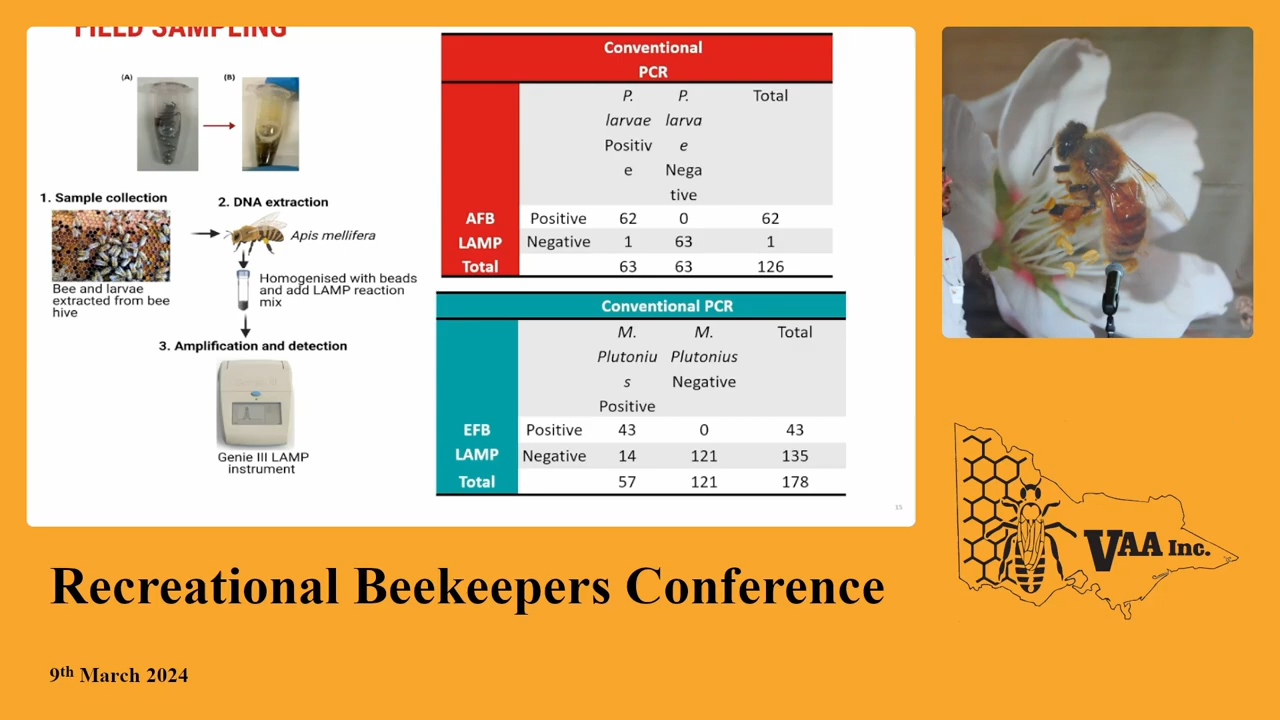 FIELD SAMPLING
(A)
(B)
1. Sample collection
Bee and larvae
extracted from bee
hive
2. DNA extraction
Apis mellifera
Homogenised with beads
and add LAMP reaction
mix
3. Amplification and detection
Genie III LAMP
instrument
Conventional
PCR
P. P. Total
larvae larva
Positiv e
e Nega
tive
AFB Positive 62 0 62
LAMP Negative 1 63 1
Total 63 63 126
Conventional PCR
M. M. Total
Plutoniu Plutonius
s Negative
Positive
EFB Positive 43 0 43
LAMP Negative 14 121 135
Total 57 121 178
33
VAA Inc.
Recreational Beekeepers Conference
9th March 2024